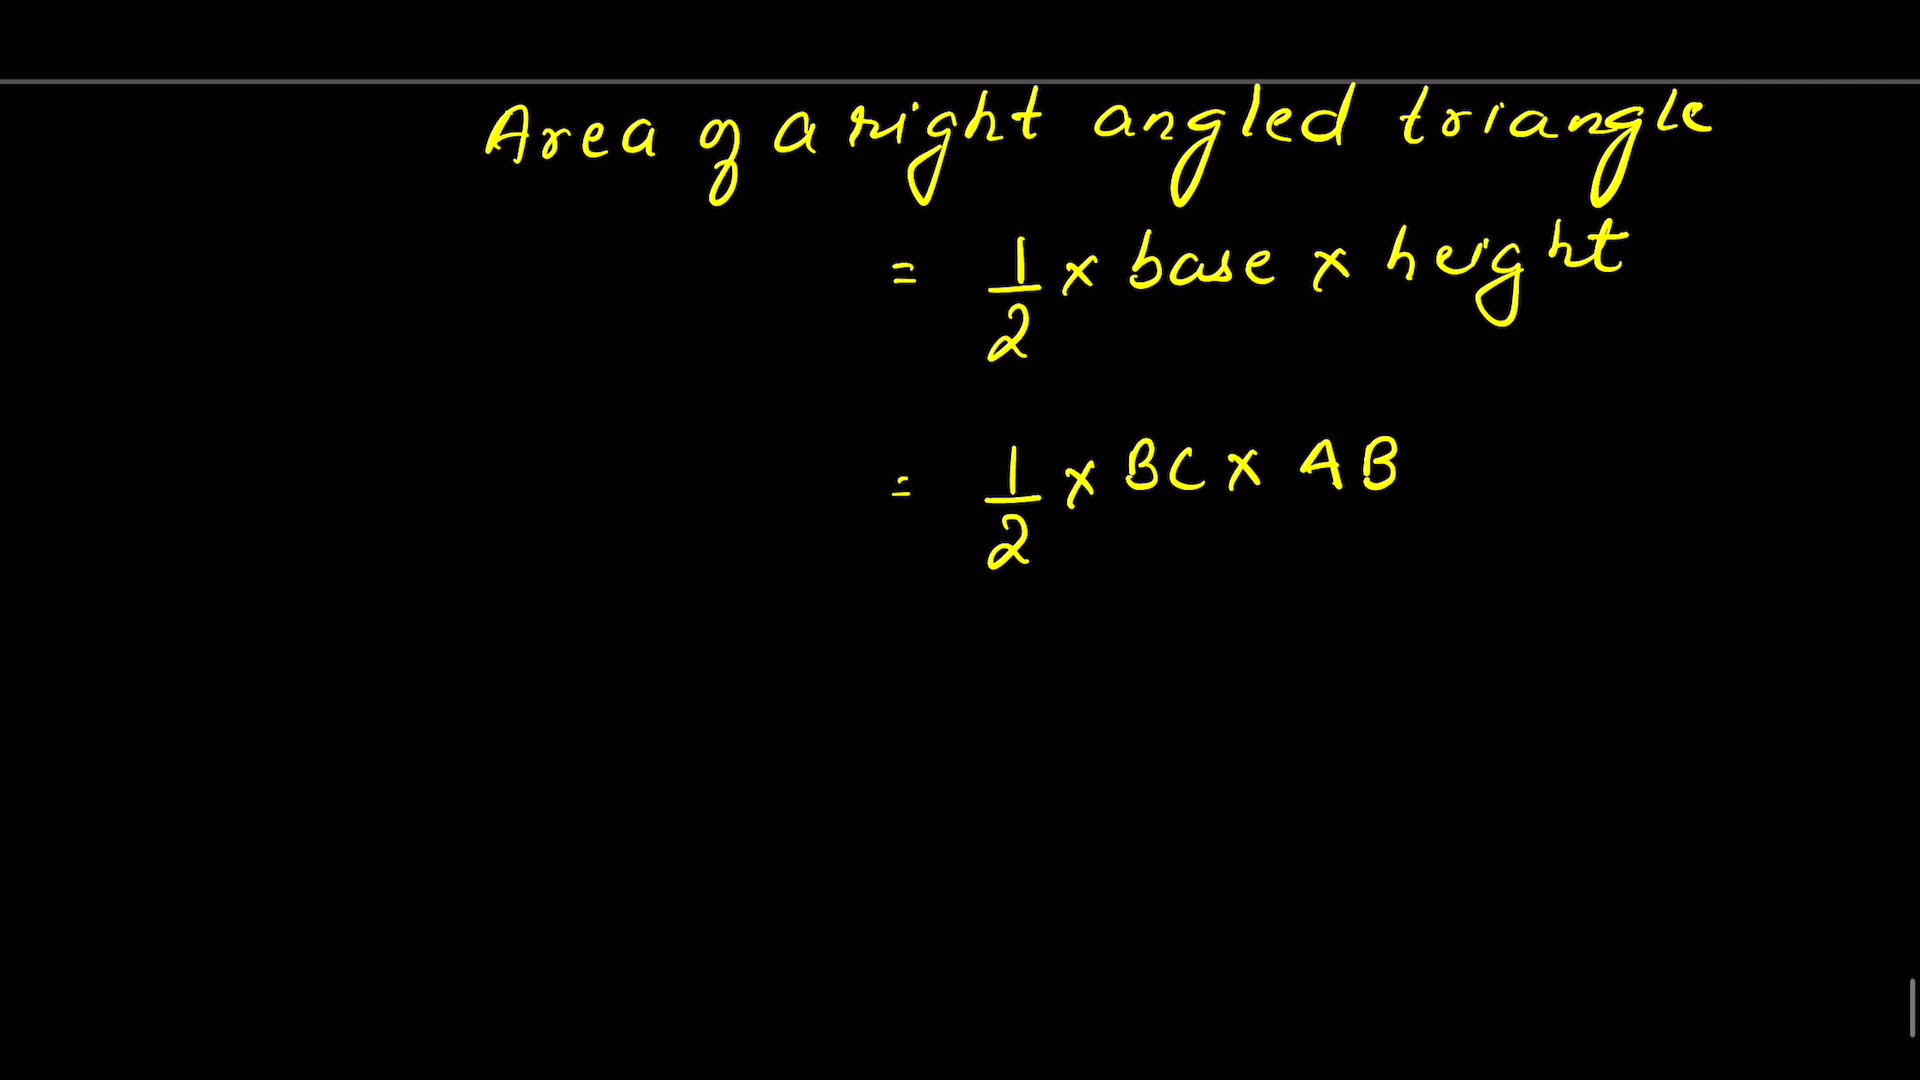 Area of a right angled triangle
= 1/2 × base × height
= 1/2 × BC × AB